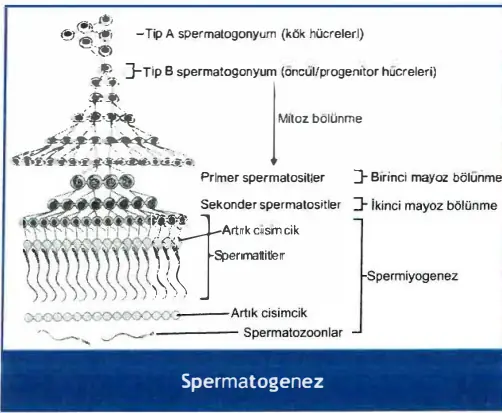 Tip A spermatogonyum (kök hücreleri)
Tip B spermatogonyum (öncül/progenitor hücreleri)
Mitoz bölünme
Primer spermatositler
Birinci mayoz bölünme
Sekonder spermatositler
İkinci mayoz bölünme
Artık cisimcik
Spermatitler
Spermiyogenez
Artık cisimcik
Spermatozoonlar
Spermatogenez